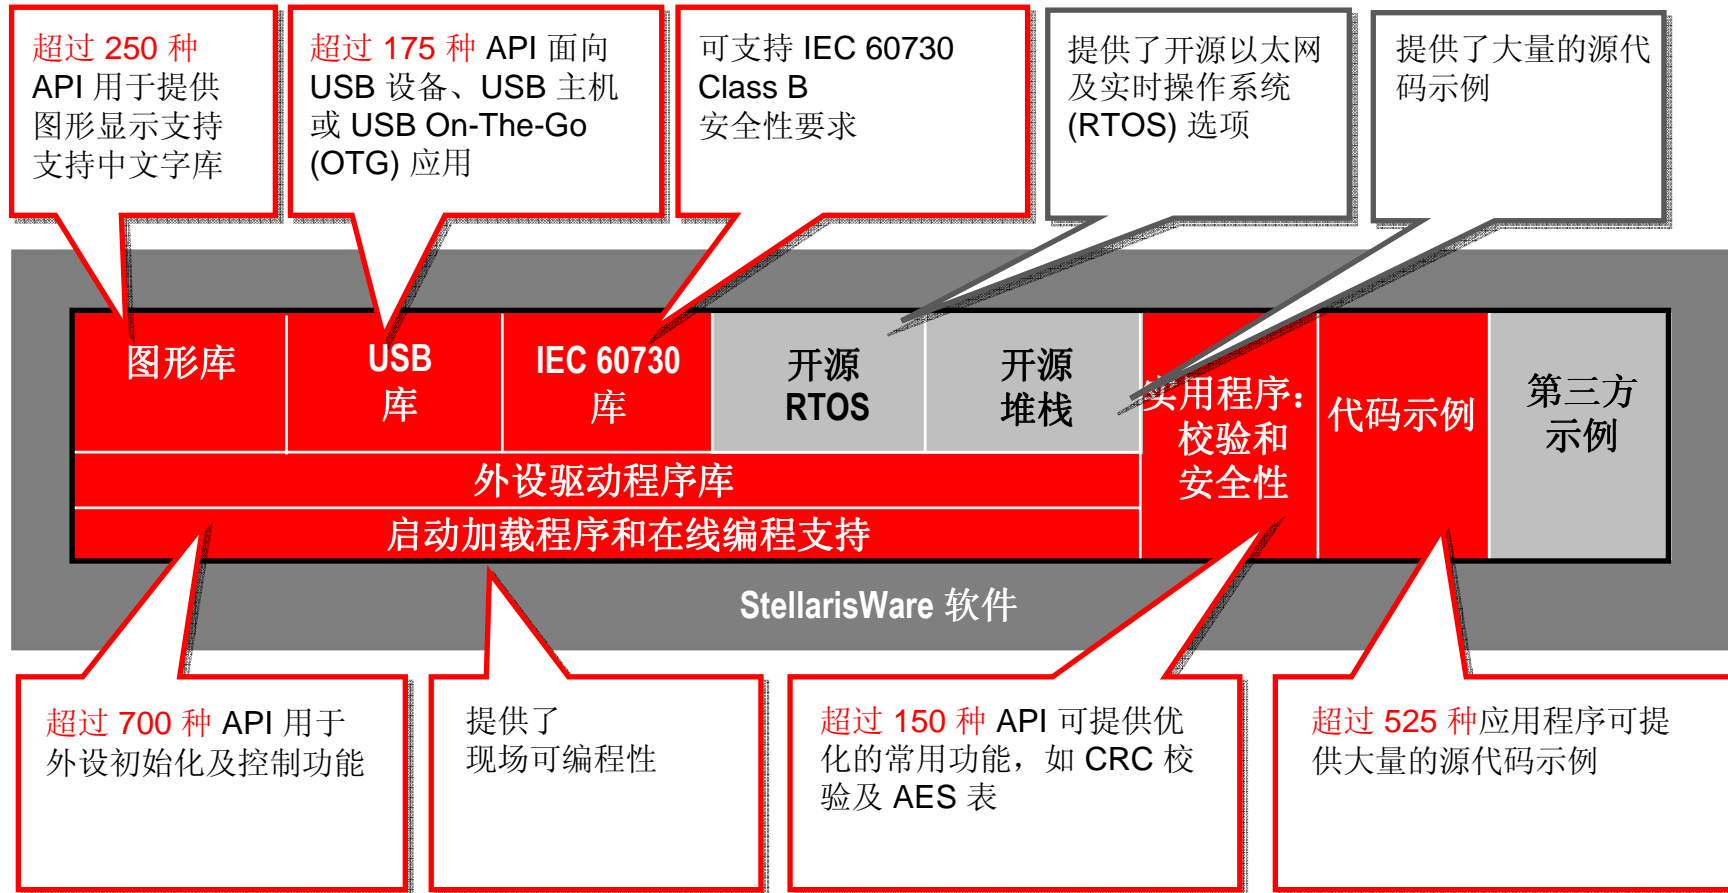 超过 250 种
API 用于提供
图形显示支持
支持中文字库
超过 175 种 API 面向
USB 设备、USB 主机
或 USB On-The-Go
(OTG) 应用
可支持 IEC 60730
Class B
安全性要求
提供了开源以太网
及实时操作系统
(RTOS) 选项
提供了大量的源代
码示例
图形库
USB
库
IEC 60730
库
开源
RTOS
开源
堆栈
实用程序：
校验和
安全性
代码示例
第三方
示例
外设驱动程序库
启动加载程序和在线编程支持
StellarisWare 软件
超过 700 种 API 用于
外设初始化及控制功能
提供了
现场可编程性
超过 150 种 API 可提供优
化的常用功能，如 CRC 校
验及 AES 表
超过 525 种应用程序可提
供大量的源代码示例